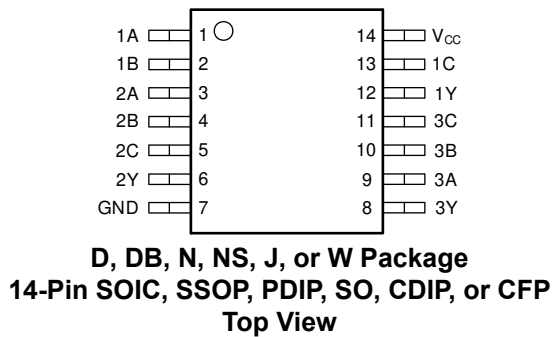 1A 1 14 VCC
1B 2 13 1C
2A 3 12 1Y
2B 4 11 3C
2C 5 10 3B
2Y 6 9 3A
GND 7 8 3Y
D, DB, N, NS, J, or W Package
14-Pin SOIC, SSOP, PDIP, SO, CDIP, or CFP
Top View